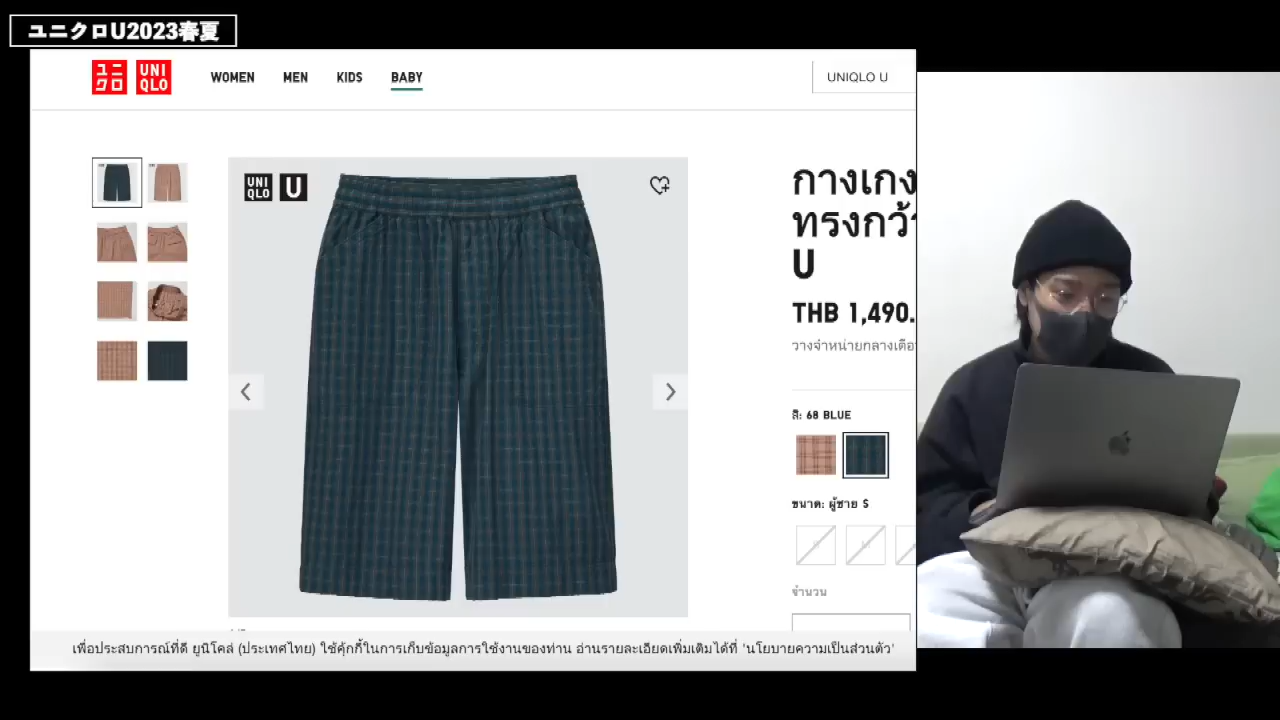 ユニクロU2023春夏
ユニ
クロ
UNI
QLO
WOMEN
MEN
KIDS
BABY
UNIQLO U
UNI
QLO
U
กางเกง
ทรงกว้า
U
THB 1,490.
วางจำหน่ายกลางเดือ
สี: 68 BLUE
ขนาด: ผู้ชาย S
จำนวน
เพื่อประสบการณ์ที่ดี ยูนิโคล่ (ประเทศไทย) ใช้คุ้กกี้ในการเก็บข้อมูลการใช้งานของท่าน อ่านรายละเอียดเพิ่มเติมได้ที่ 'นโยบายความเป็นส่วนตัว'